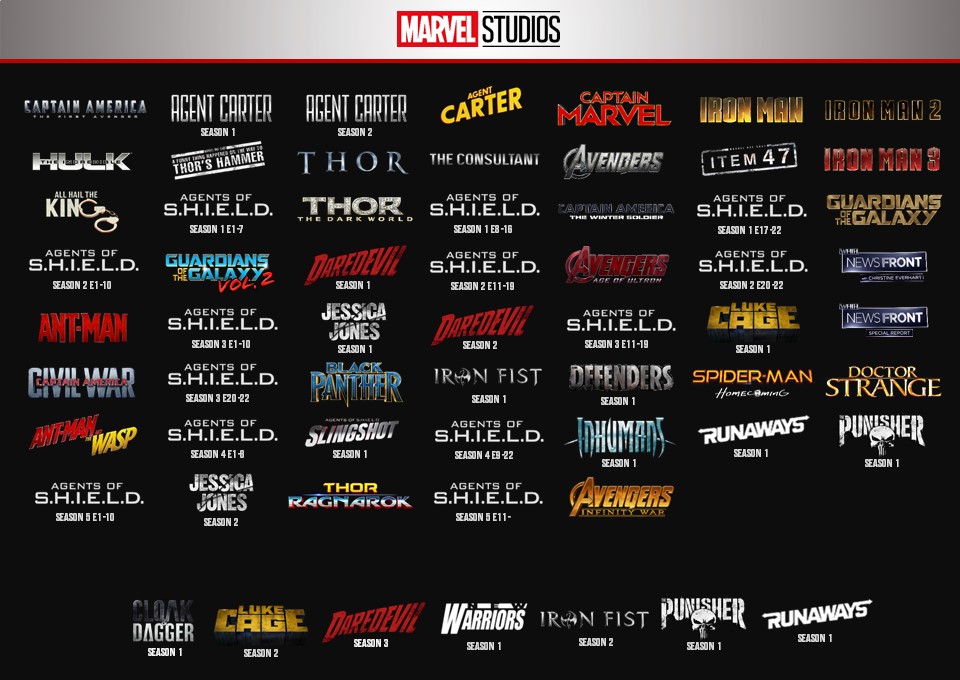 MARVEL STUDIOS
CAPTAIN AMERICA
THE FIRST AVENGER
AGENT CARTER
SEASON 1
AGENT CARTER
SEASON 2
AGENT
CARTER
CAPTAIN
MARVEL
IRON MAN
IRON MAN 2
HULK
A FUNNY THING HAPPENED ON THE WAY TO
THOR'S HAMMER
THOR
THE CONSULTANT
AVENGERS
ITEM 47
IRON MAN 3
ALL HAIL THE
KING
AGENTS OF
S.H.I.E.L.D.
SEASON 1 E1-7
THOR
THE DARK WORLD
AGENTS OF
S.H.I.E.L.D.
SEASON 1 E8-16
CAPTAIN AMERICA
THE WINTER SOLDIER
AGENTS OF
S.H.I.E.L.D.
SEASON 1 E17-22
GUARDIANS
OF THE GALAXY
AGENTS OF
S.H.I.E.L.D.
SEASON 2 E1-10
GUARDIANS
OF THE GALAXY
VOL. 2
DAREDEVIL
SEASON 1
AGENTS OF
S.H.I.E.L.D.
SEASON 2 E11-19
AVENGERS
AGE OF ULTRON
AGENTS OF
S.H.I.E.L.D.
SEASON 2 E20-22
WHIH
NEWSFRONT
WITH CHRISTINE EVERHART
ANT-MAN
AGENTS OF
S.H.I.E.L.D.
SEASON 3 E1-10
JESSICA
JONES
SEASON 1
DAREDEVIL
SEASON 2
AGENTS OF
S.H.I.E.L.D.
SEASON 3 E11-19
LUKE
CAGE
SEASON 1
WHIH
NEWSFRONT
SPECIAL REPORT
CAPTAIN AMERICA
CIVIL WAR
AGENTS OF
S.H.I.E.L.D.
SEASON 3 E20-22
BLACK
PANTHER
IRON FIST
SEASON 1
DEFENDERS
SEASON 1
SPIDER-MAN
HOMECOMING
DOCTOR
STRANGE
ANT-MAN
AND THE WASP
AGENTS OF
S.H.I.E.L.D.
SEASON 4 E1-8
AGENTS OF S.H.I.E.L.D.
SLINGSHOT
SEASON 1
AGENTS OF
S.H.I.E.L.D.
SEASON 4 E9-22
INHUMANS
SEASON 1
RUNAWAYS
SEASON 1
PUNISHER
SEASON 1
AGENTS OF
S.H.I.E.L.D.
SEASON 5 E1-10
JESSICA
JONES
SEASON 2
THOR
RAGNAROK
AGENTS OF
S.H.I.E.L.D.
SEASON 5 E11-
AVENGERS
INFINITY WAR
CLOAK
DAGGER
SEASON 1
LUKE
CAGE
SEASON 2
DAREDEVIL
SEASON 3
WARRIORS
SEASON 1
IRON FIST
SEASON 2
PUNISHER
SEASON 1
RUNAWAYS
SEASON 1